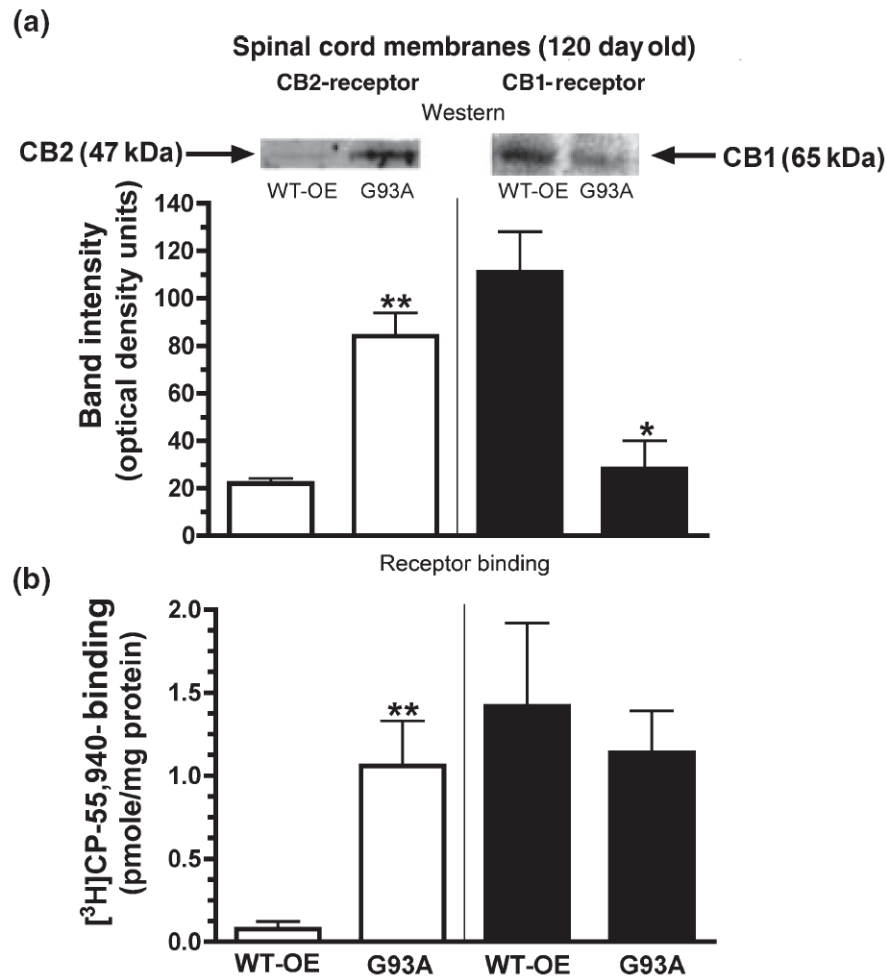 (a)
Spinal cord membranes (120 day old)
CB2-receptor CB1-receptor
Western
CB2 (47 kDa) CB1 (65 kDa)
WT-OE G93A WT-OE G93A
Band intensity
(optical density units)
140
120
100
80
60
40
20
0
**
*
Receptor binding
(b)
[³H]CP-55,940-binding
(pmole/mg protein)
2.0
1.5
1.0
0.5
0.0
**
WT-OE G93A WT-OE G93A